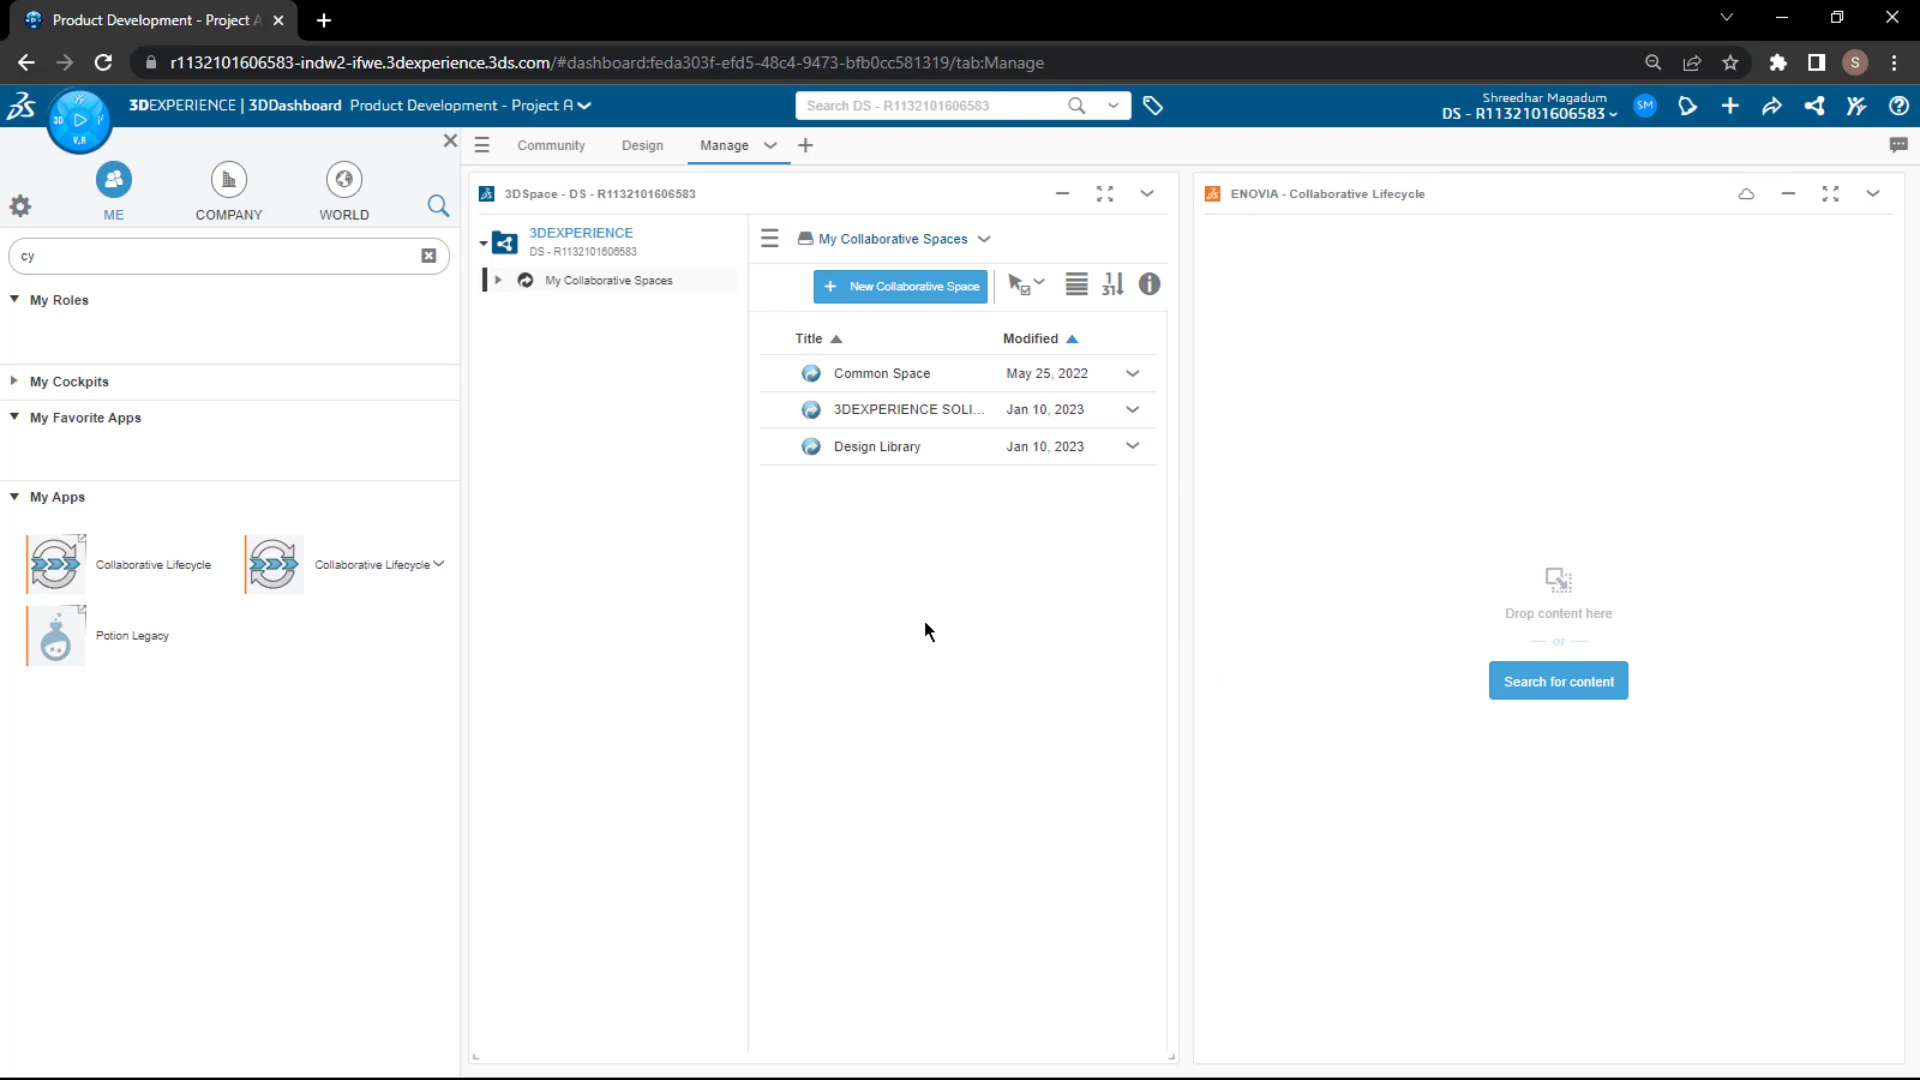 Product Development - Project A
r1132101606583-indw2-ifwe.3dexperience.3ds.com/#dashboard:feda303f-efd5-48c4-9473-bfb0cc581319/tab:Manage
S
3DEXPERIENCE | 3DDashboard Product Development - Project A
Search DS - R1132101606583
Shreedhar Magadum
DS - R1132101606583
SM
3D
V.R
Community
Design
Manage
ME
COMPANY
WORLD
cy
My Roles
My Cockpits
My Favorite Apps
My Apps
Collaborative Lifecycle
Collaborative Lifecycle
Potion Legacy
3DSpace - DS - R1132101606583
3DEXPERIENCE
DS - R1132101606583
My Collaborative Spaces
My Collaborative Spaces
+ New Collaborative Space
1
31
Title
Modified
Common Space
May 25, 2022
3DEXPERIENCE SOLI...
Jan 10, 2023
Design Library
Jan 10, 2023
ENOVIA - Collaborative Lifecycle
Drop content here
or
Search for content